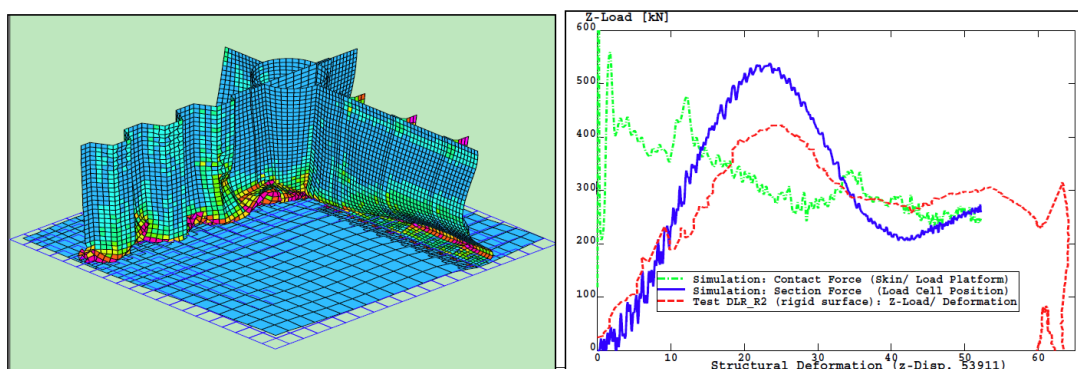 Z-Load [kN]
600
500
400
300
200
100
0
Simulation: Contact Force (Skin/ Load Platform)
Simulation: Section Force (Load Cell Position)
Test DLR_R2 (rigid surface): Z-Load/ Deformation
0 10 20 30 40 50 60
Structural Deformation (z-Disp. 53911)